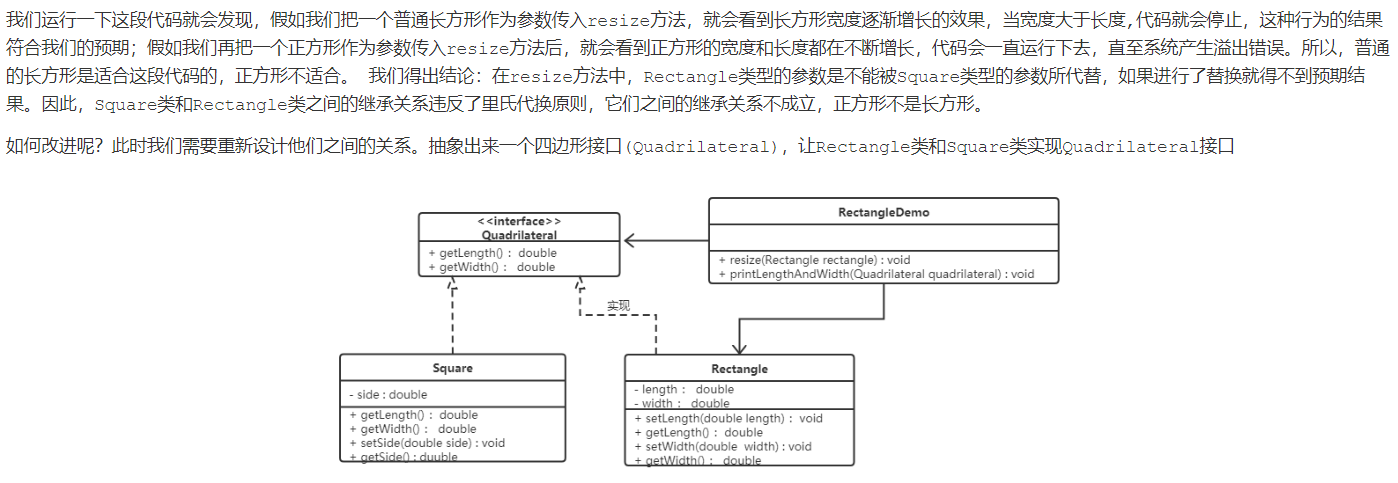 我们运行一下这段代码就会发现，假如我们把一个普通长方形作为参数传入resize方法，就会看到长方形宽度逐渐增长的效果，当宽度大于长度,代码就会停止，这种行为的结果
符合我们的预期；假如我们再把一个正方形作为参数传入resize方法后，就会看到正方形的宽度和长度都在不断增长，代码会一直运行下去，直至系统产生溢出错误。所以，普通
的长方形是适合这段代码的，正方形不适合。 我们得出结论：在resize方法中，Rectangle类型的参数是不能被Square类型的参数所代替，如果进行了替换就得不到预期结
果。因此，Square类和Rectangle类之间的继承关系违反了里氏代换原则，它们之间的继承关系不成立，正方形不是长方形。
如何改进呢？此时我们需要重新设计他们之间的关系。抽象出来一个四边形接口(Quadrilateral)，让Rectangle类和Square类实现Quadrilateral接口
<<interface>>
Quadrilateral
+ getLength() : double
+ getWidth() : double
RectangleDemo
+ resize(Rectangle rectangle) : void
+ printLengthAndWidth(Quadrilateral quadrilateral) : void
实现
Square
- side : double
+ getLength() : double
+ getWidth() : double
+ setSide(double side) : void
+ getSide() : duuble
Rectangle
- length : double
- width : double
+ setLength(double length) : void
+ getLength() : double
+ setWidth(double width) : void
+ getWidth() : double